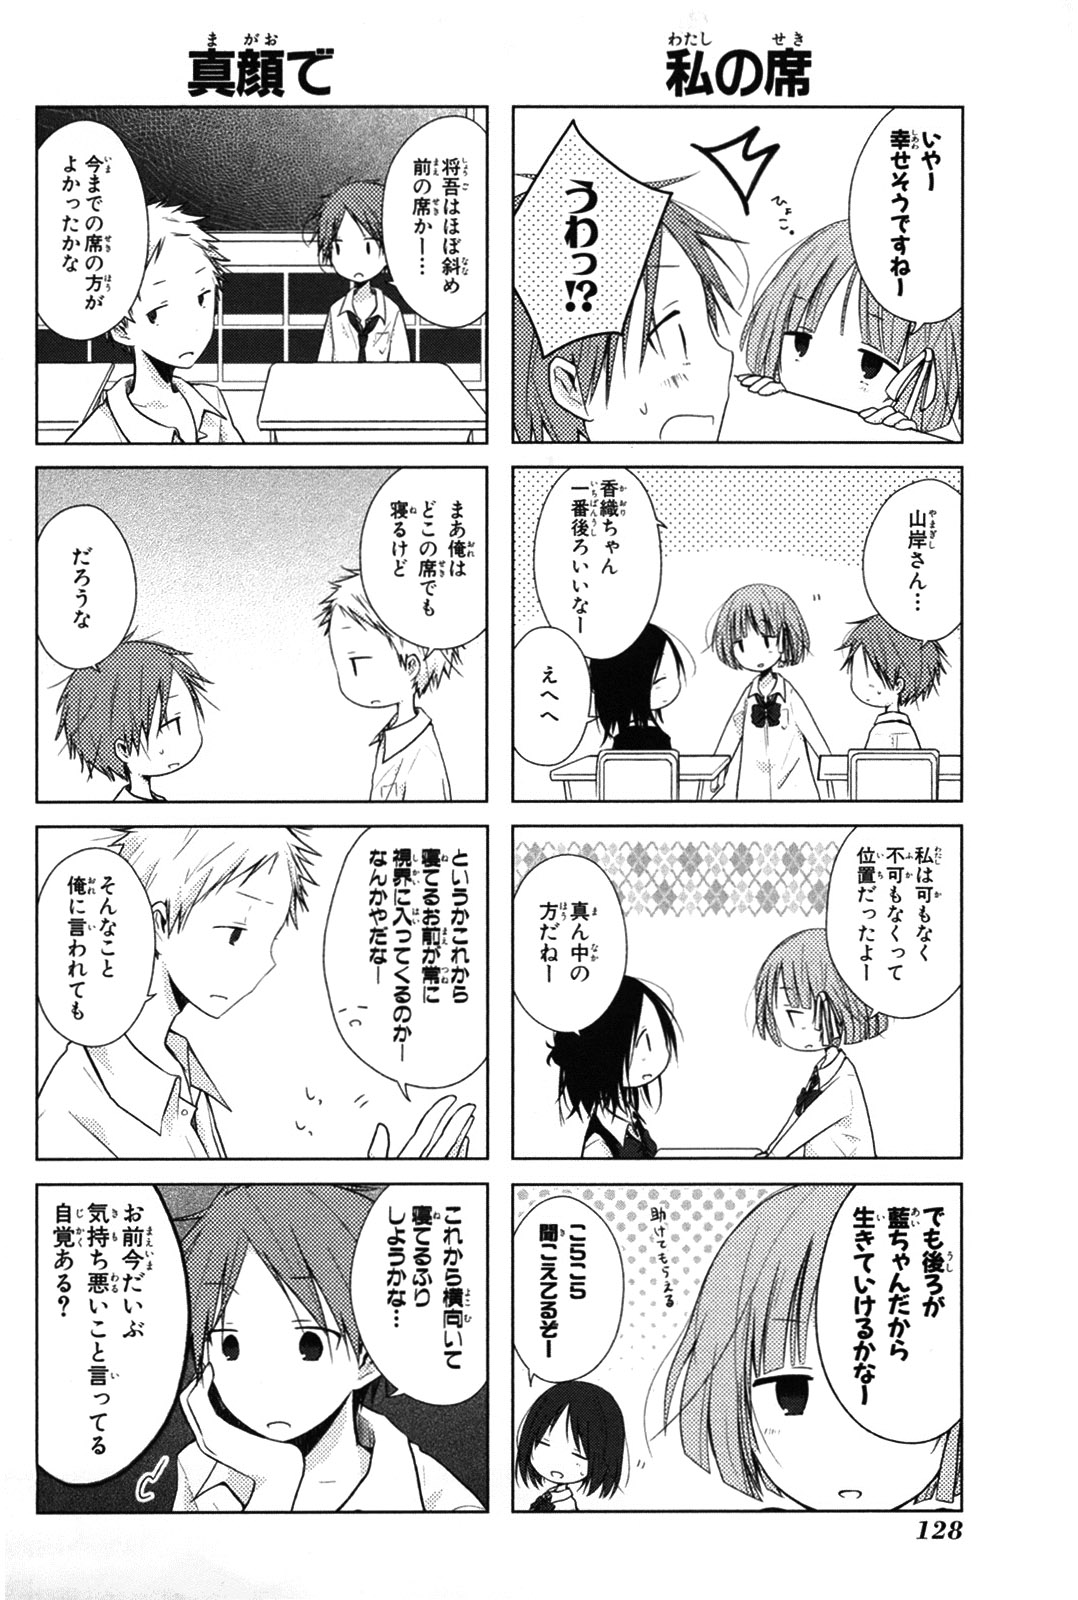 私の席
いやー
幸せそうですねー
ひょこ。
うわっ!?
山岸さん…
香織ちゃん
一番後ろいいなー
えへへ
私は可もなく
不可もなくって
位置だったよー
真ん中の
方だねー
でも後ろが
藍ちゃんだから
生きていけるかなー
助けてもらえる
こらこら
聞こえてるぞー
真顔で
将吾はほぼ斜め
前の席かー…
今までの席の方が
よかったかな
まあ俺は
どこの席でも
寝るけど
だろうな
というかこれから
寝てるお前が常に
視界に入ってくるのかー
なんかやだなー
そんなこと
俺に言われても
これから横向いて
寝てるふり
しようかな…
お前今だいぶ
気持ち悪いこと言ってる
自覚ある?
128